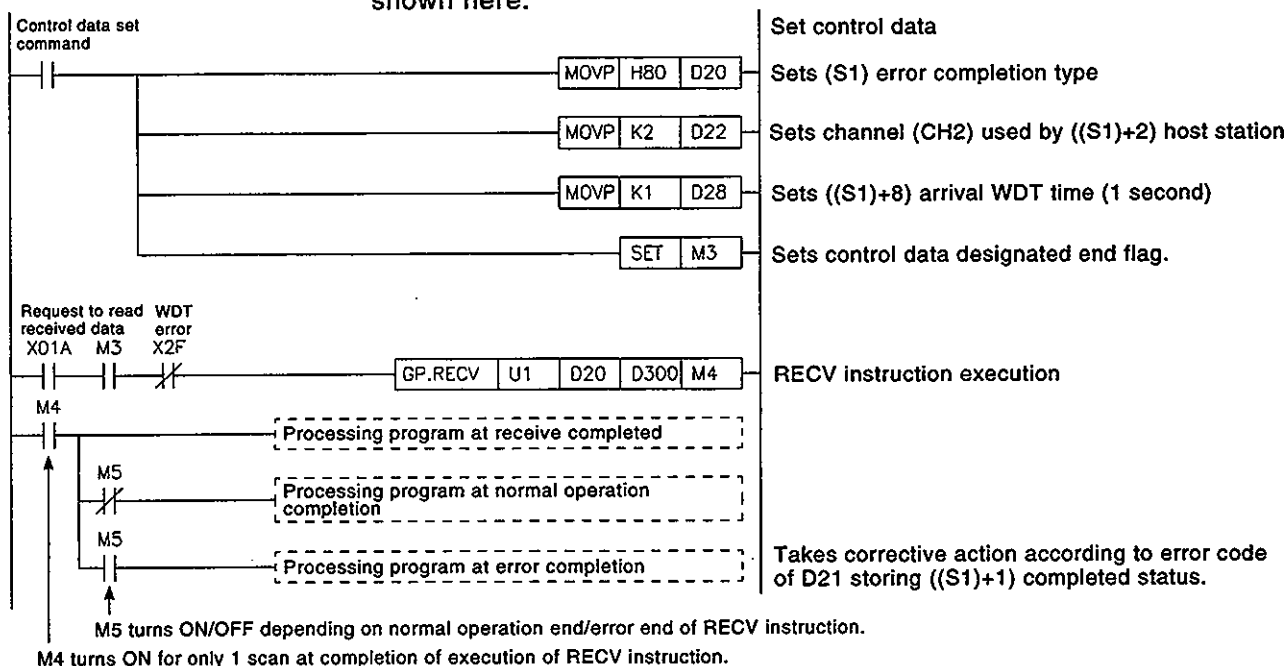 shown here.
Control data set
command
Set control data
MOVP H80 D20
Sets (S1) error completion type
MOVP K2 D22
Sets channel (CH2) used by ((S1)+2) host station
MOVP K1 D28
Sets ((S1)+8) arrival WDT time (1 second)
SET M3
Sets control data designated end flag.
Request to read WDT
received data error
X01A M3 X2F
GP.RECV U1 D20 D300 M4
RECV instruction execution
M4
Processing program at receive completed
M5
Processing program at normal operation
completion
M5
Processing program at error completion
Takes corrective action according to error code
of D21 storing ((S1)+1) completed status.
M5 turns ON/OFF depending on normal operation end/error end of RECV instruction.
M4 turns ON for only 1 scan at completion of execution of RECV instruction.